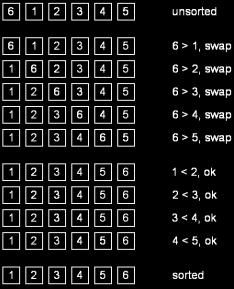 6 1 2 3 4 5 unsorted
6 1 2 3 4 5 6 > 1, swap
1 6 2 3 4 5 6 > 2, swap
1 2 6 3 4 5 6 > 3, swap
1 2 3 6 4 5 6 > 4, swap
1 2 3 4 6 5 6 > 5, swap
1 2 3 4 5 6 1 < 2, ok
1 2 3 4 5 6 2 < 3, ok
1 2 3 4 5 6 3 < 4, ok
1 2 3 4 5 6 4 < 5, ok
1 2 3 4 5 6 sorted